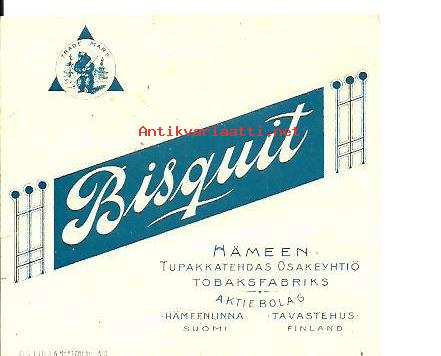 TRADE MARK
Antikvariaatti.net
Bisquit
HÄMEEN
TUPAKKATEHDAS OSAKEYHTIÖ
TOBAKSFABRIKS
AKTIEBOLAG
HÄMEENLINNA TAVASTEHUS
SUOMI FINLAND